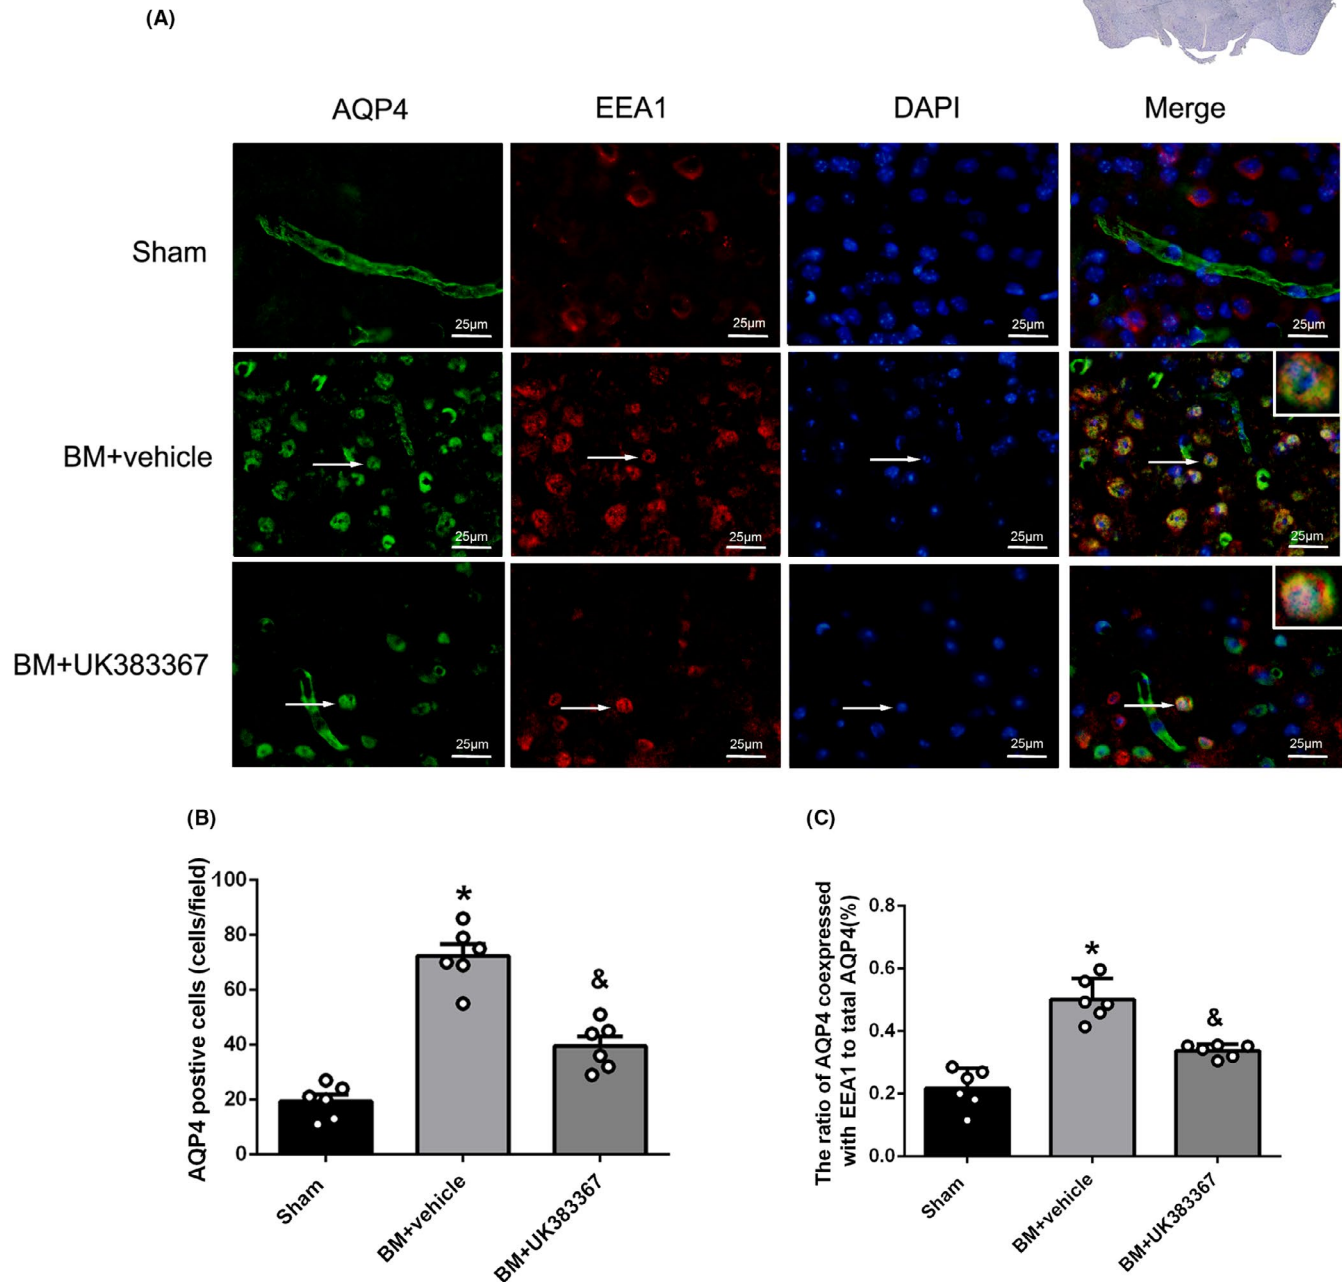 (A)
AQP4 EEA1 DAPI Merge
Sham
25μm 25μm 25μm 25μm
BM+vehicle
25μm 25μm 25μm 25μm
BM+UK383367
25μm 25μm 25μm 25μm
(B)
AQP4 postive cells (cells/field)
100
80
60
40
20
0
*
&
Sham
BM+vehicle
BM+UK383367
(C)
The ratio of AQP4 coexpressed
with EEA1 to tatal AQP4(%)
0.8
0.6
0.4
0.2
0.0
*
&
Sham
BM+vehicle
BM+UK383367